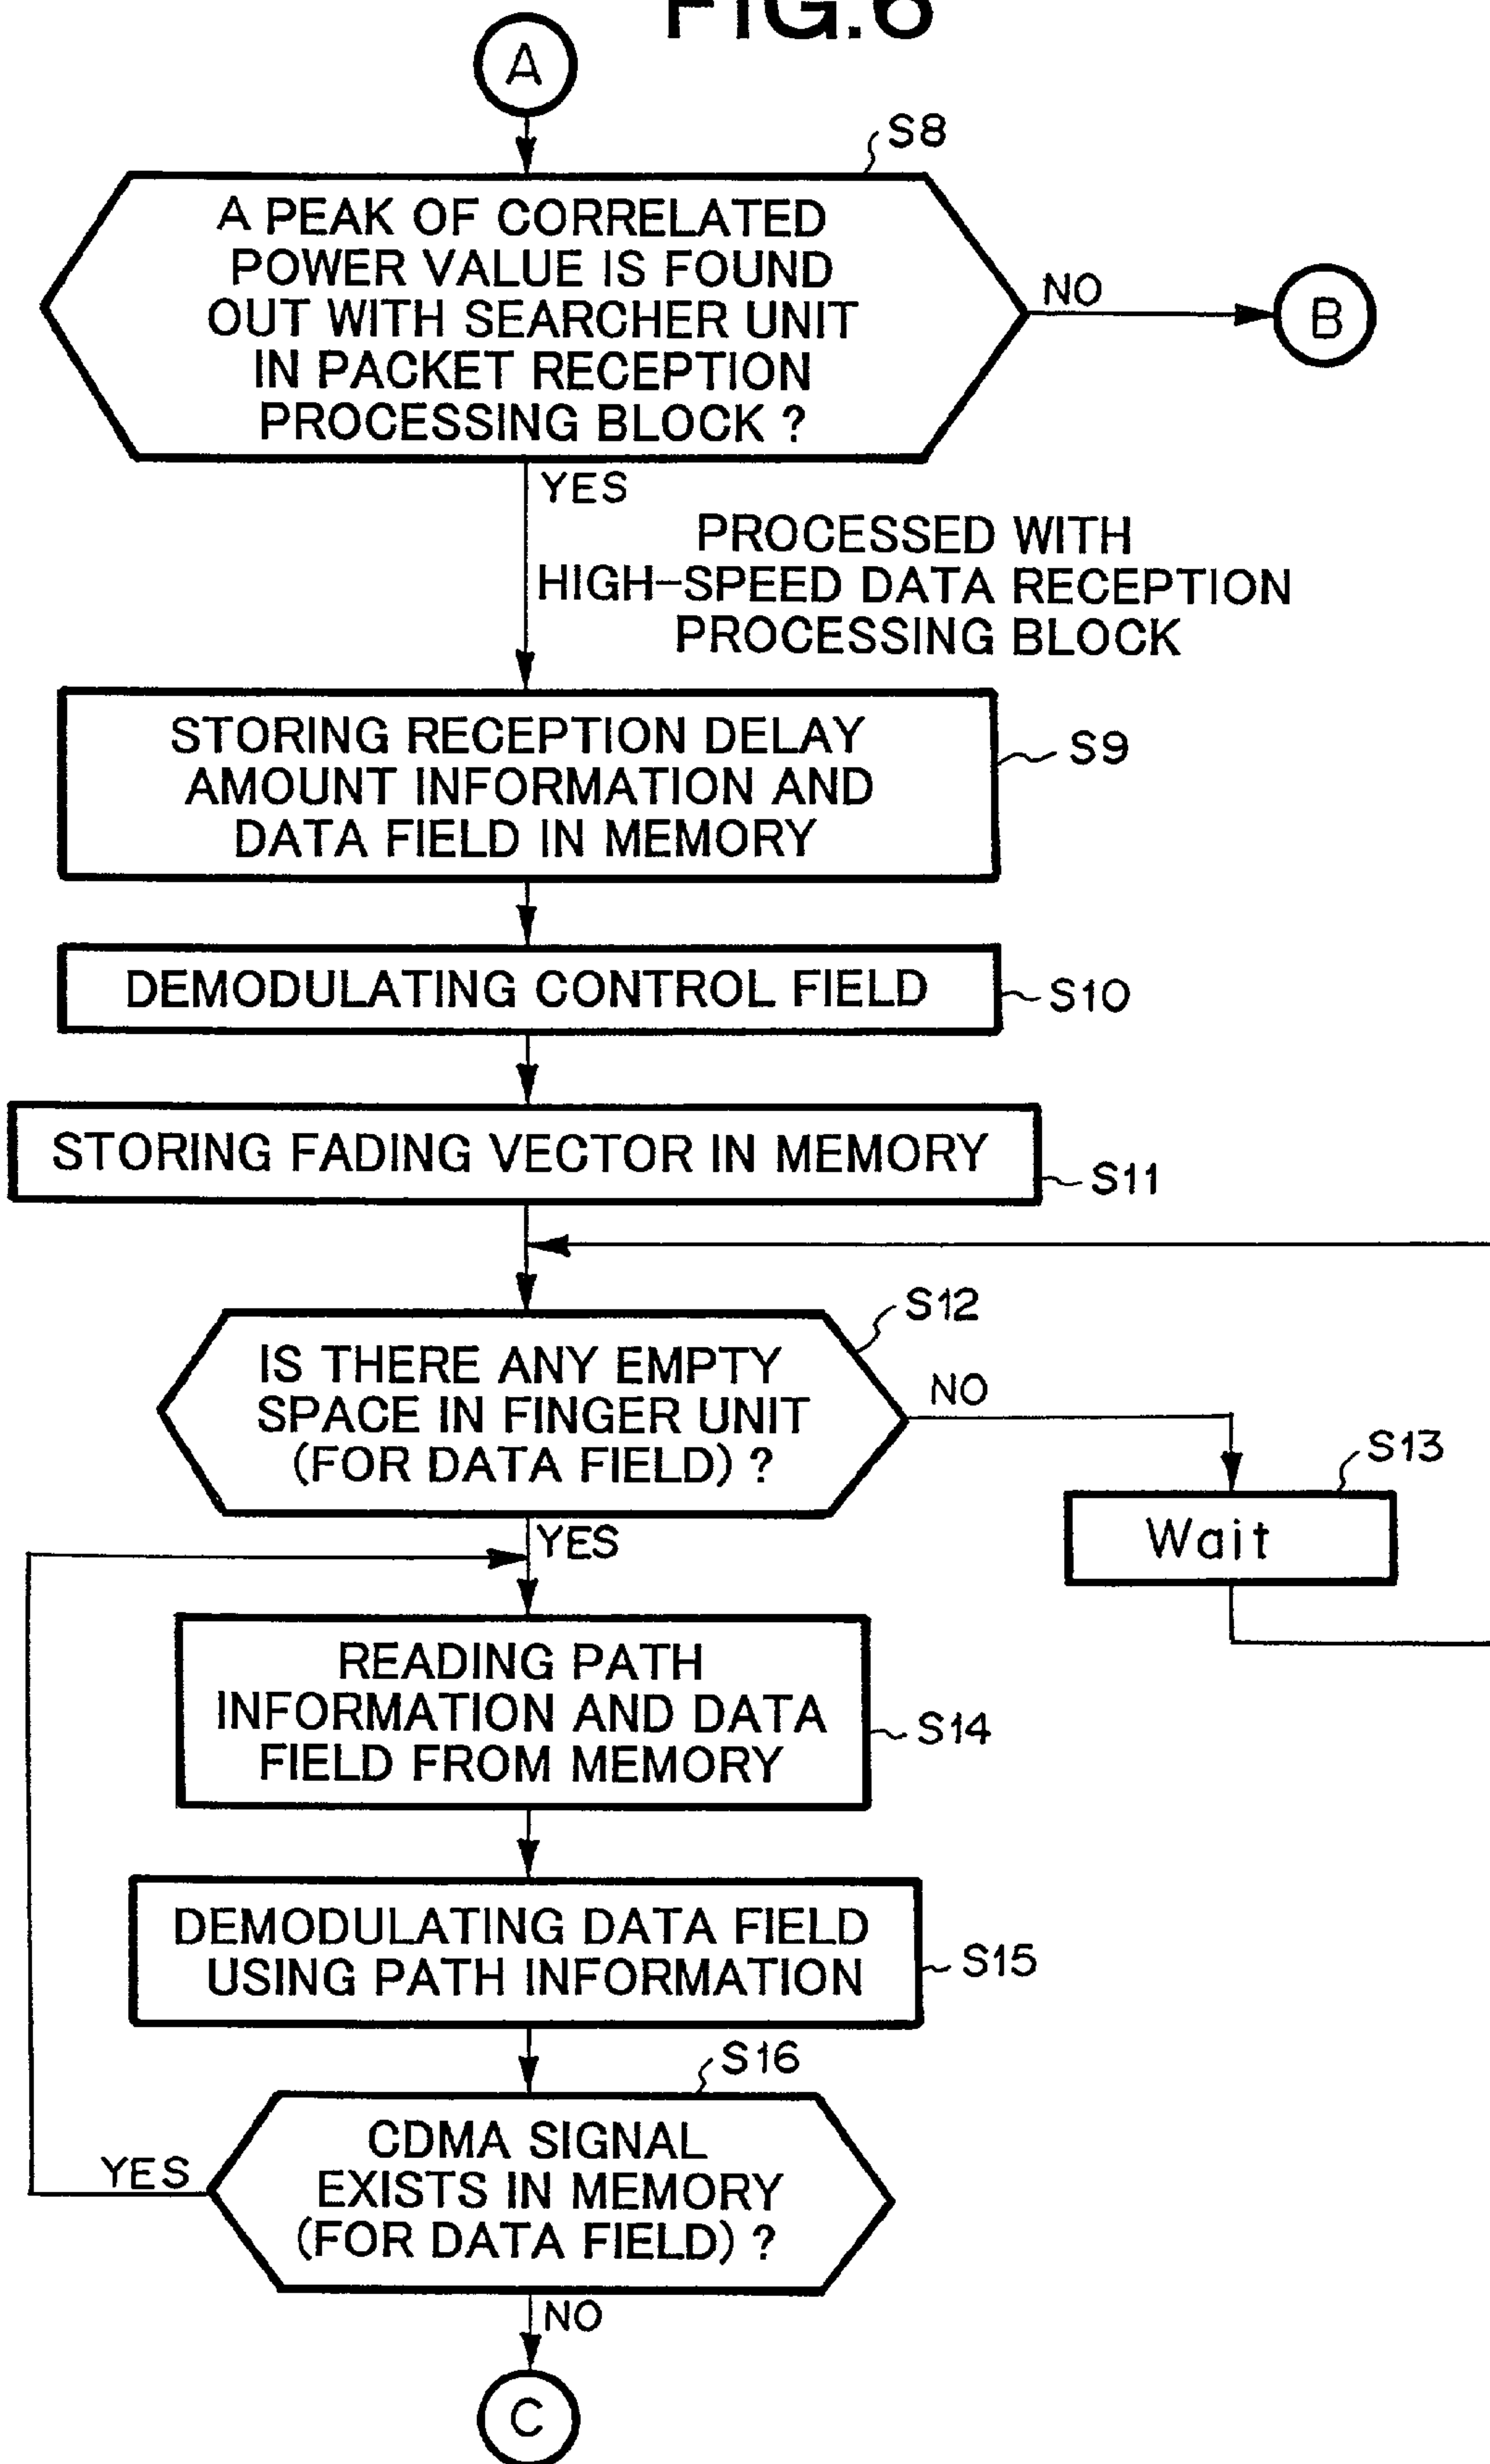 FIG.6
A
S8
A PEAK OF CORRELATED
POWER VALUE IS FOUND
OUT WITH SEARCHER UNIT
IN PACKET RECEPTION
PROCESSING BLOCK ?
NO
B
YES
PROCESSED WITH
HIGH-SPEED DATA RECEPTION
PROCESSING BLOCK
STORING RECEPTION DELAY
AMOUNT INFORMATION AND
DATA FIELD IN MEMORY
S9
DEMODULATING CONTROL FIELD
S10
STORING FADING VECTOR IN MEMORY
S11
S12
IS THERE ANY EMPTY
SPACE IN FINGER UNIT
(FOR DATA FIELD) ?
NO
S13
Wait
YES
READING PATH
INFORMATION AND DATA
FIELD FROM MEMORY
S14
DEMODULATING DATA FIELD
USING PATH INFORMATION
S15
S16
CDMA SIGNAL
EXISTS IN MEMORY
(FOR DATA FIELD) ?
YES
NO
C